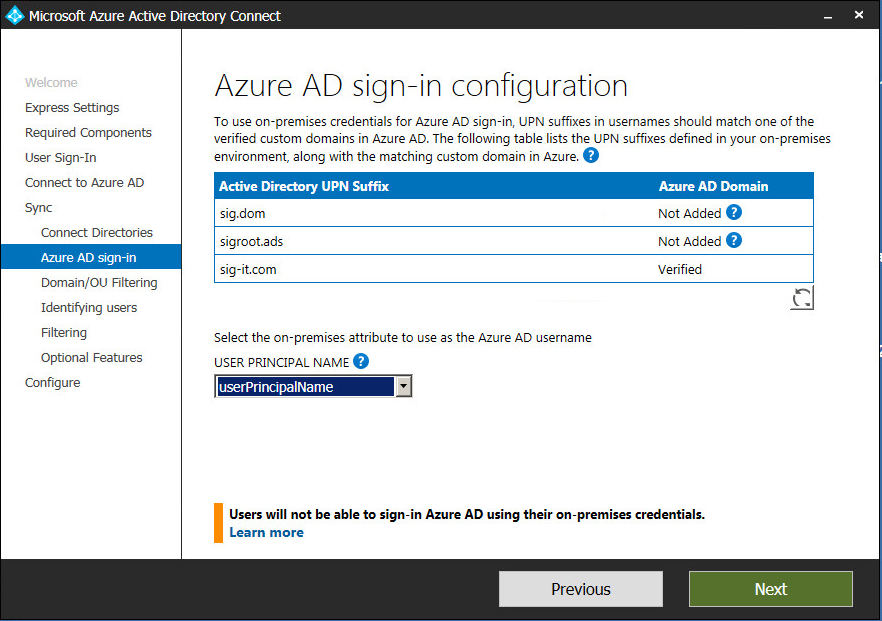 Microsoft Azure Active Directory Connect
Welcome
Express Settings
Required Components
User Sign-In
Connect to Azure AD
Sync
Connect Directories
Azure AD sign-in
Domain/OU Filtering
Identifying users
Filtering
Optional Features
Configure
Azure AD sign-in configuration
To use on-premises credentials for Azure AD sign-in, UPN suffixes in usernames should match one of the
verified custom domains in Azure AD. The following table lists the UPN suffixes defined in your on-premises
environment, along with the matching custom domain in Azure. ?
Active Directory UPN Suffix Azure AD Domain
sig.dom Not Added ?
sigroot.ads Not Added ?
sig-it.com Verified
Select the on-premises attribute to use as the Azure AD username
USER PRINCIPAL NAME ?
userPrincipalName
Users will not be able to sign-in Azure AD using their on-premises credentials.
Learn more
Previous Next